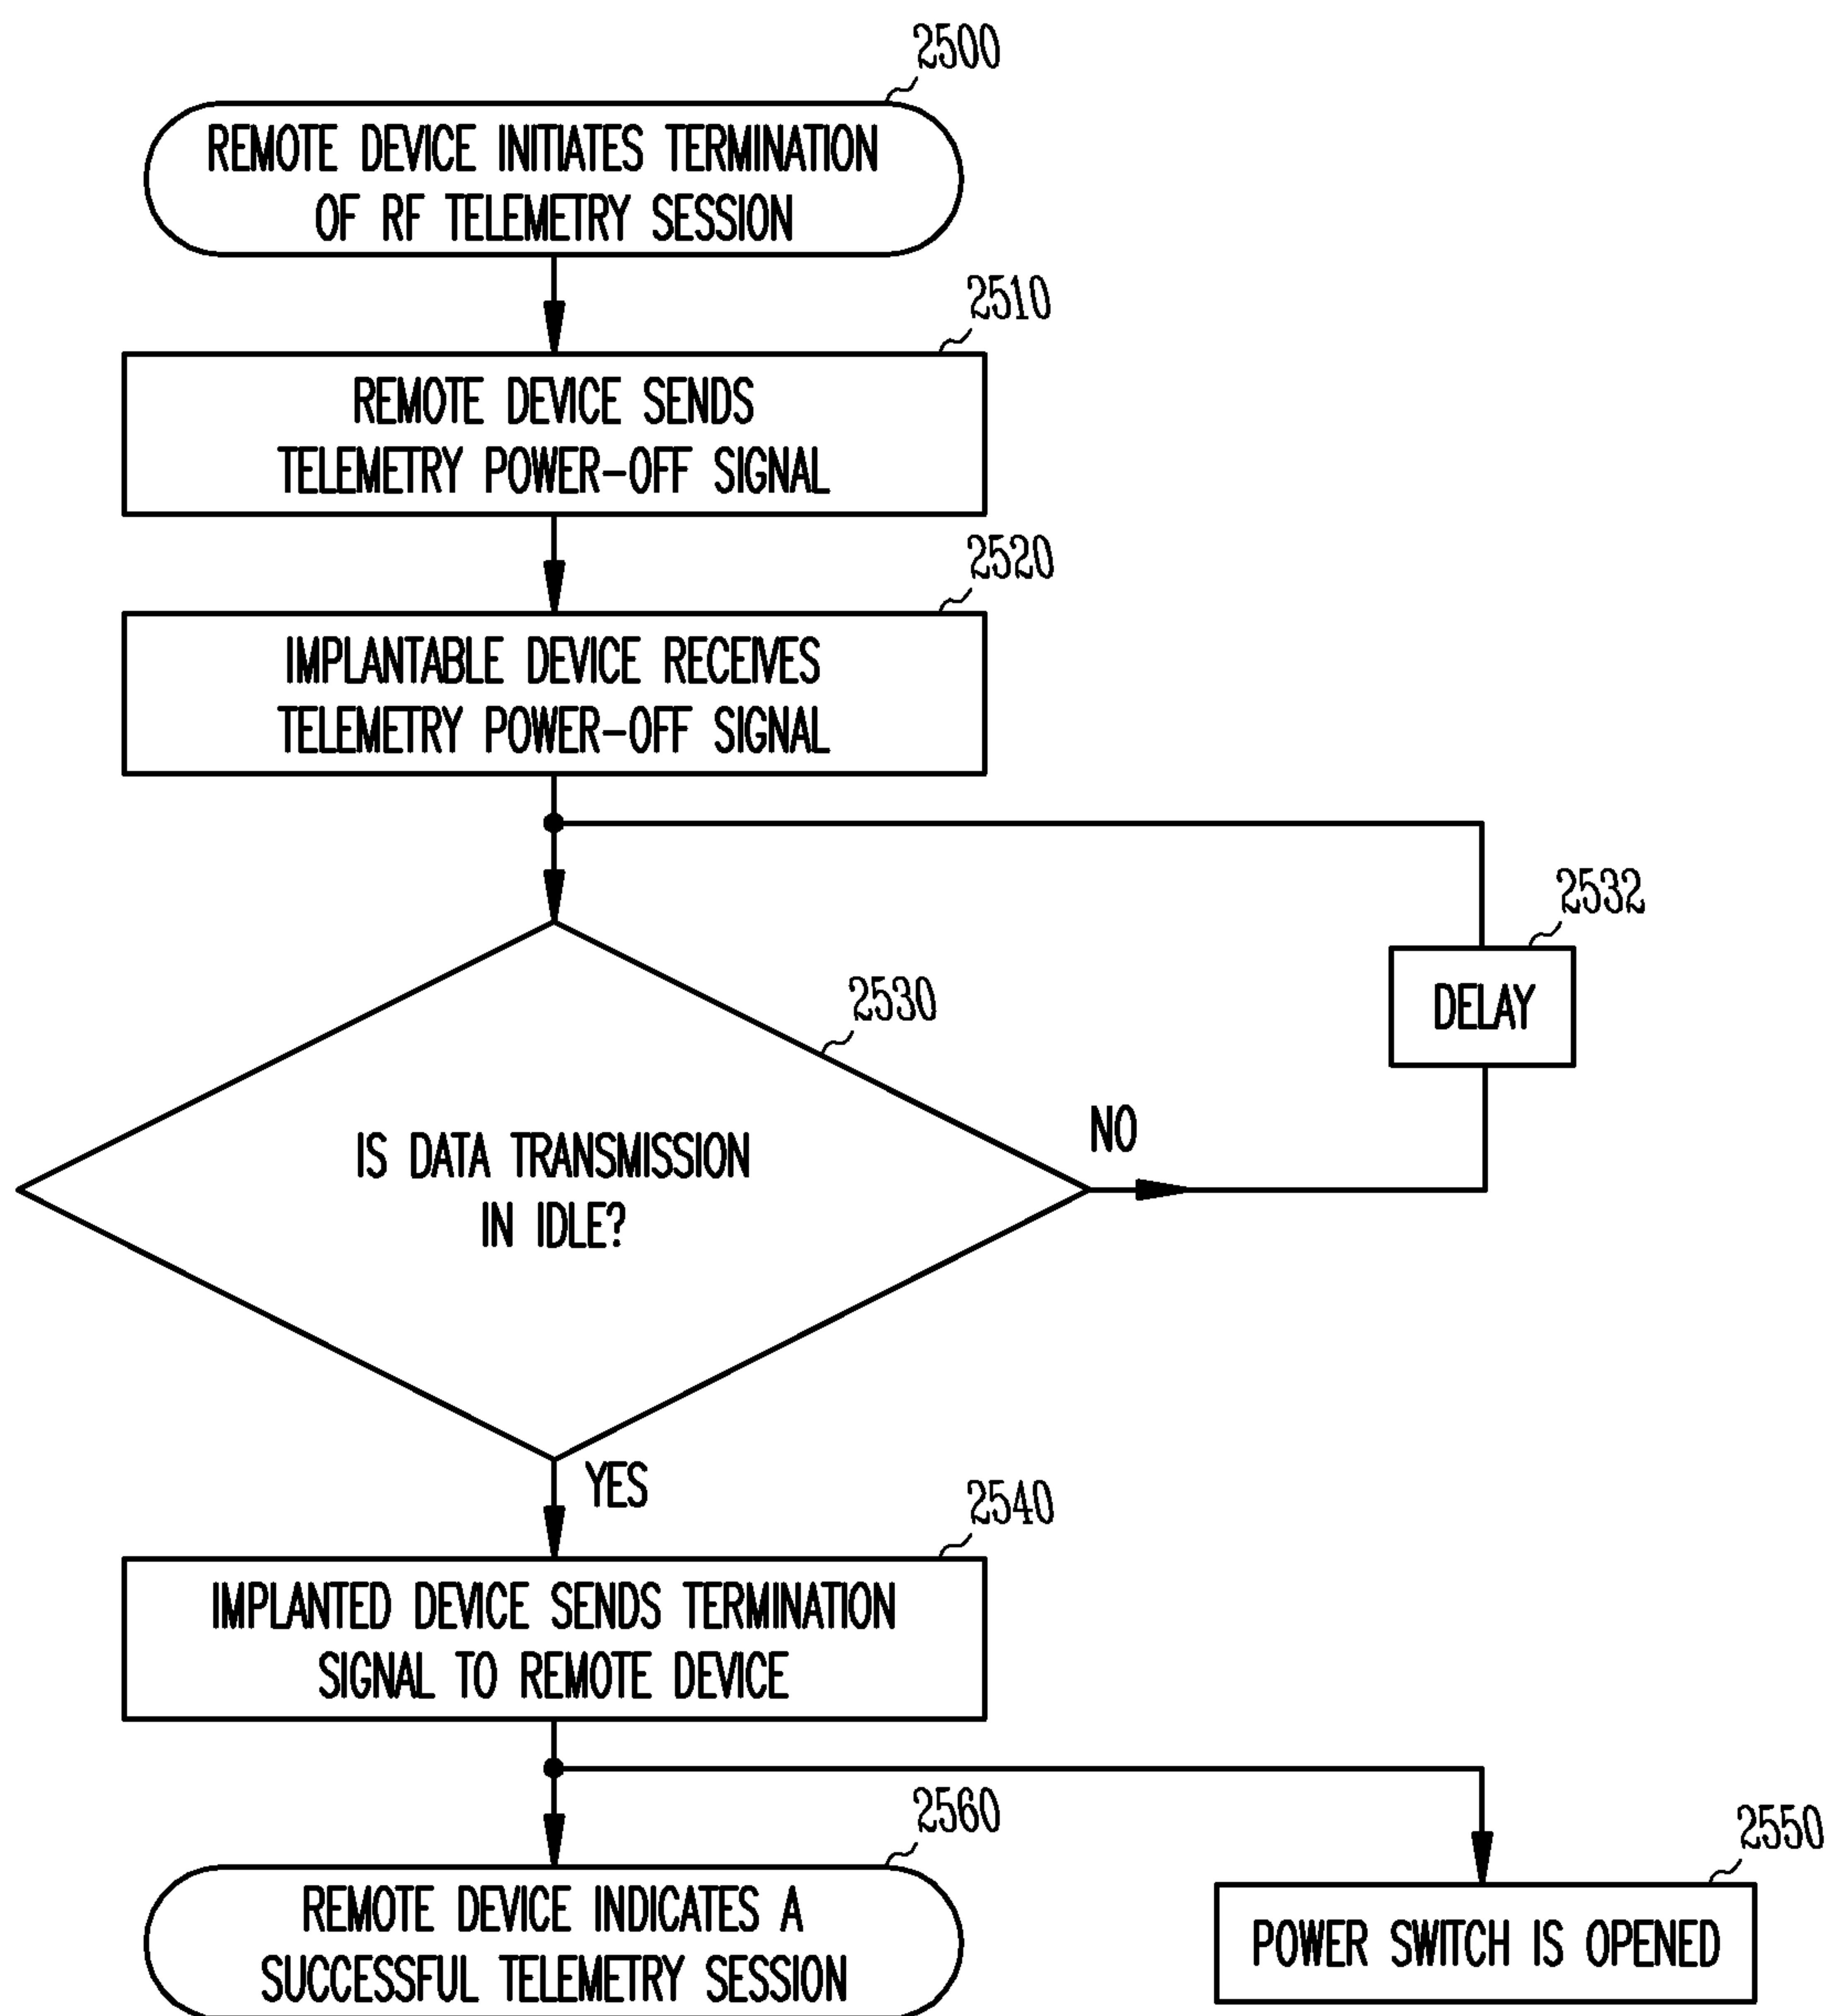 2500
REMOTE DEVICE INITIATES TERMINATION
OF RF TELEMETRY SESSION
2510
REMOTE DEVICE SENDS
TELEMETRY POWER-OFF SIGNAL
2520
IMPLANTABLE DEVICE RECEIVES
TELEMETRY POWER-OFF SIGNAL
2532
DELAY
2530
NO
IS DATA TRANSMISSION
IN IDLE?
YES
2540
IMPLANTED DEVICE SENDS TERMINATION
SIGNAL TO REMOTE DEVICE
2560
REMOTE DEVICE INDICATES A
SUCCESSFUL TELEMETRY SESSION
2550
POWER SWITCH IS OPENED